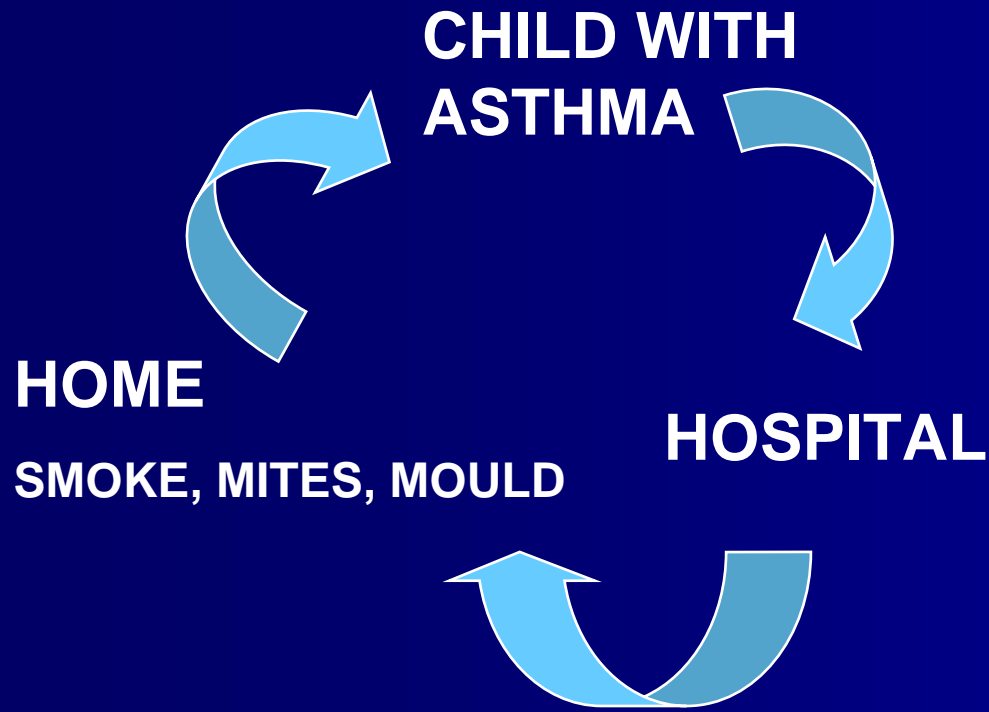 CHILD WITH
ASTHMA
HOME
HOSPITAL
SMOKE, MITES, MOULD